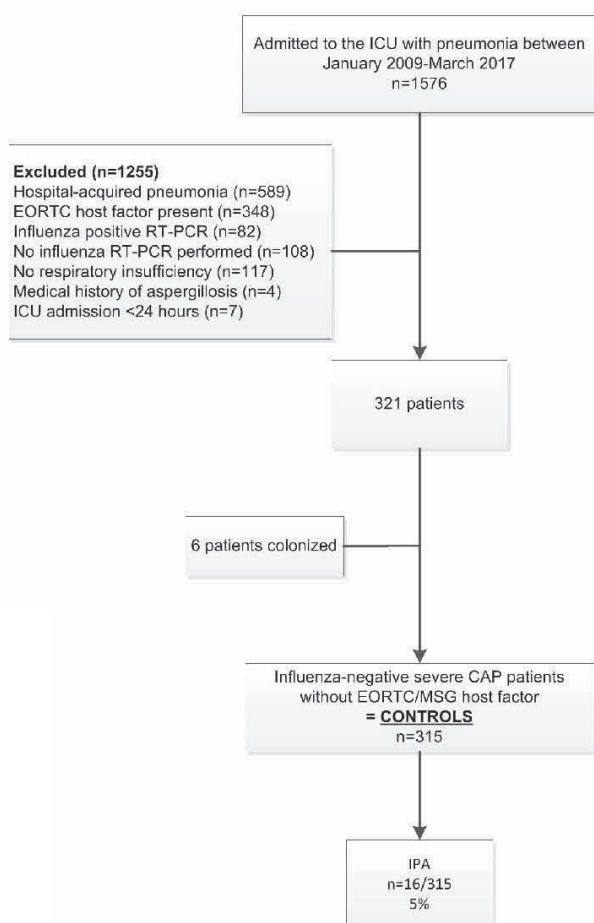 Admitted to the ICU with pneumonia between
January 2009-March 2017
n=1576
Excluded (n=1255)
Hospital-acquired pneumonia (n=589)
EORTC host factor present (n=348)
Influenza positive RT-PCR (n=82)
No influenza RT-PCR performed (n=108)
No respiratory insufficiency (n=117)
Medical history of aspergillosis (n=4)
ICU admission <24 hours (n=7)
321 patients
6 patients colonized
Influenza-negative severe CAP patients
without EORTC/MSG host factor
= CONTROLS
n=315
IPA
n=16/315
5%